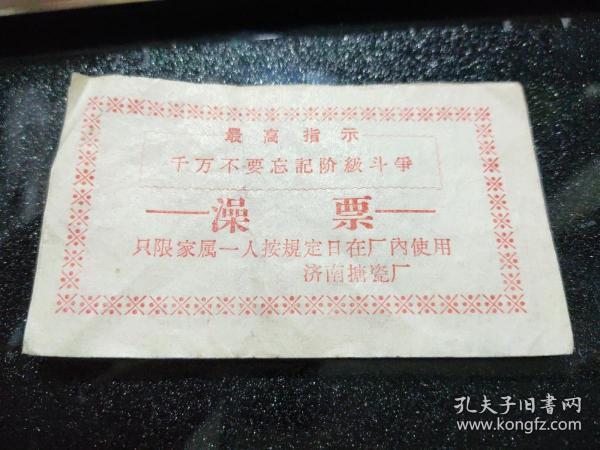 最高指示
千万不要忘記阶級斗爭
—澡 票—
只限家属一人按規定日在厂內使用
济南搪瓷厂
孔夫子旧書网
www.kongfz.com